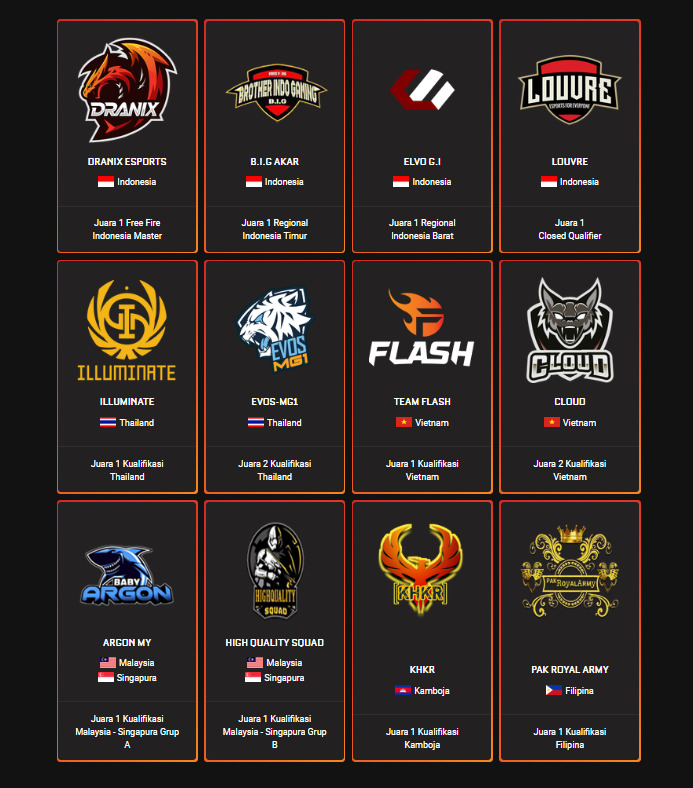 DRANIX
DRANIX ESPORTS
Indonesia
Juara 1 Free Fire
Indonesia Master
BROTHER INDO GAMING
B.I.G
B.I.G AKAR
Indonesia
Juara 1 Regional
Indonesia Timur
ELVO G.I
Indonesia
Juara 1 Regional
Indonesia Barat
LOUVRE
ESPORTS FOR EVERYONE
LOUVRE
Indonesia
Juara 1
Closed Qualifier
ILLUMINATE
ILLUMINATE
Thailand
Juara 1 Kualifikasi
Thailand
EVOS
MG1
EVOS-MG1
Thailand
Juara 2 Kualifikasi
Thailand
FLASH
TEAM FLASH
Vietnam
Juara 1 Kualifikasi
Vietnam
CLOUD
CLOUD
Vietnam
Juara 2 Kualifikasi
Vietnam
BABY
ARGON
ARGON MY
Malaysia
Singapura
Juara 1 Kualifikasi
Malaysia - Singapura Grup
A
HIGHQUALITY
SQUAD
HIGH QUALITY SQUAD
Malaysia
Singapura
Juara 1 Kualifikasi
Malaysia - Singapura Grup
B
[KHKR]
KHKR
Kamboja
Juara 1 Kualifikasi
Kamboja
PAK ROYALARMY
PAK ROYAL ARMY
Filipina
Juara 1 Kualifikasi
Filipina